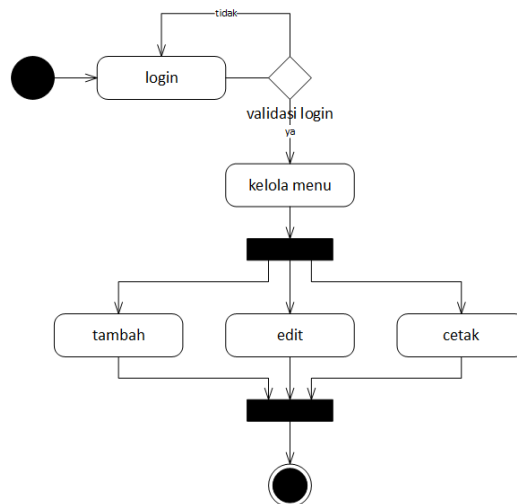 tidak
login
validasi login
ya
kelola menu
tambah
edit
cetak